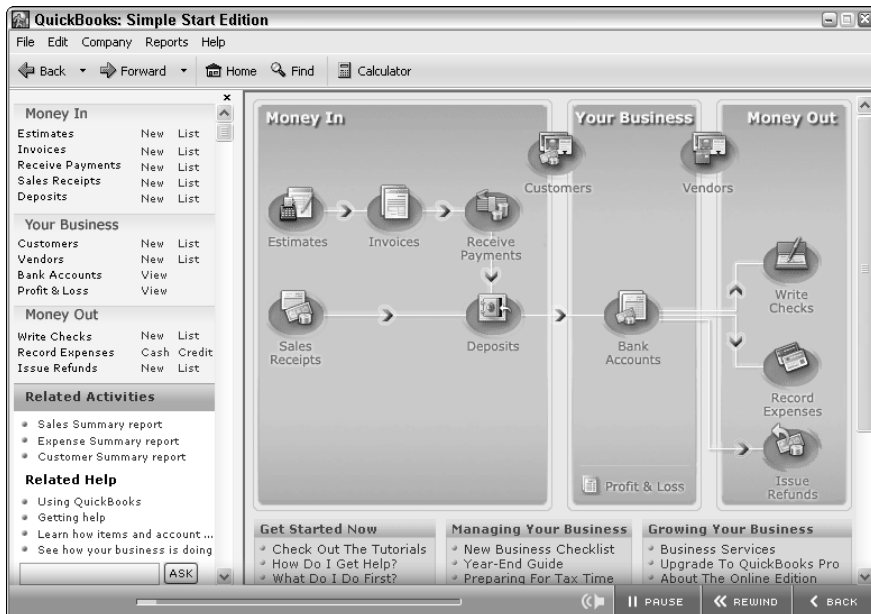 QuickBooks: Simple Start Edition
File Edit Company Reports Help
Back Forward Home Find Calculator
Money In
Estimates New List
Invoices New List
Receive Payments New List
Sales Receipts New List
Deposits New List
Your Business
Customers New List
Vendors New List
Bank Accounts View
Profit & Loss View
Money Out
Write Checks New List
Record Expenses Cash Credit
Issue Refunds New List
Related Activities
Sales Summary report
Expense Summary report
Customer Summary report
Related Help
Using QuickBooks
Getting help
Learn how items and account ...
See how your business is doing
ASK
Money In
Your Business
Money Out
Customers
Vendors
Estimates
Invoices
Receive
Payments
Sales
Receipts
Deposits
Bank
Accounts
Write
Checks
Record
Expenses
Issue
Refunds
Profit & Loss
Get Started Now
Check Out The Tutorials
How Do I Get Help?
What Do I Do First?
Managing Your Business
New Business Checklist
Year-End Guide
Preparing For Tax Time
Growing Your Business
Business Services
Upgrade To QuickBooks Pro
About The Online Edition
PAUSE REWIND BACK